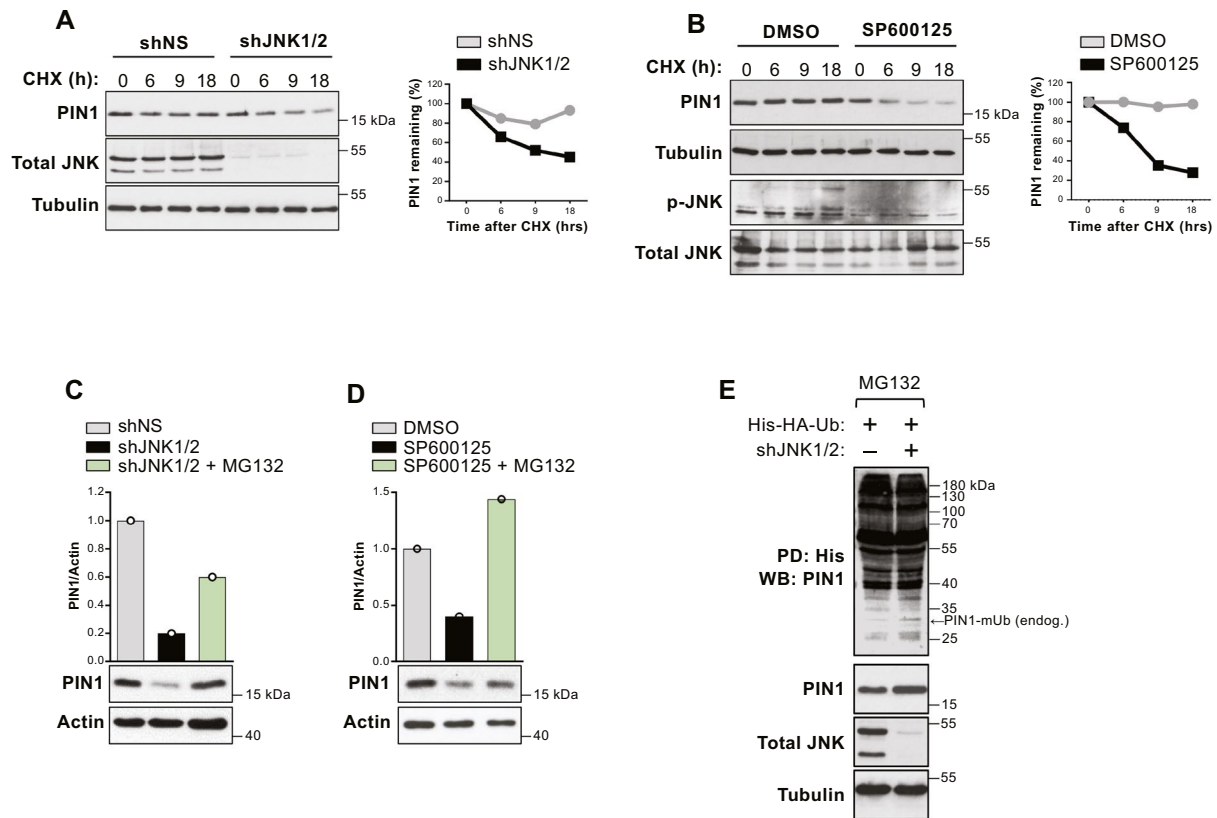 A
shNS shJNK1/2
CHX (h): 0 6 9 18 0 6 9 18
PIN1
15 kDa
Total JNK
55
Tubulin
55
shNS
shJNK1/2
PIN1 remaining (%)
120
100
80
60
40
20
0
0 6 9 18
Time after CHX (hrs)
B
DMSO SP600125
CHX (h): 0 6 9 18 0 6 9 18
PIN1
15 kDa
Tubulin
55
p-JNK
55
Total JNK
55
DMSO
SP600125
PIN1 remaining (%)
120
100
80
60
40
20
0
0 6 9 18
Time after CHX (hrs)
C
shNS
shJNK1/2
shJNK1/2 + MG132
PIN1/Actin
1.2
1.0
0.8
0.6
0.4
0.2
0.0
PIN1
15 kDa
Actin
40
D
DMSO
SP600125
SP600125 + MG132
PIN1/Actin
1.5
1.0
0.5
0.0
PIN1
15 kDa
Actin
40
E
MG132
His-HA-Ub: + +
shJNK1/2: – +
PD: His
WB: PIN1
180 kDa
130
100
70
55
40
35
←PIN1-mUb (endog.)
25
PIN1
15
Total JNK
55
Tubulin
55